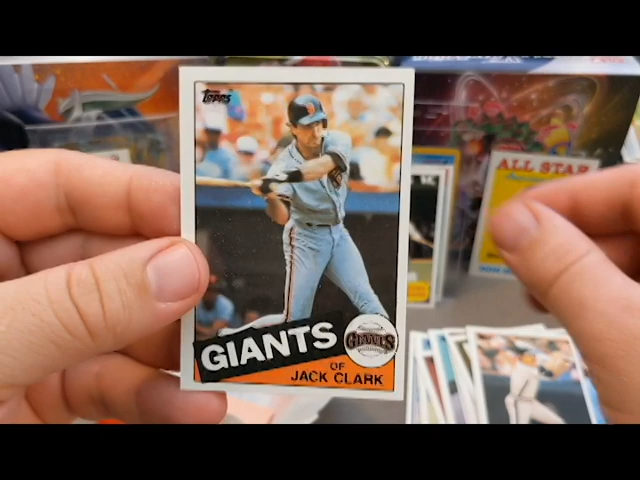 Topps
GIANTS
GIANTS
OF
JACK CLARK
ALL STAR